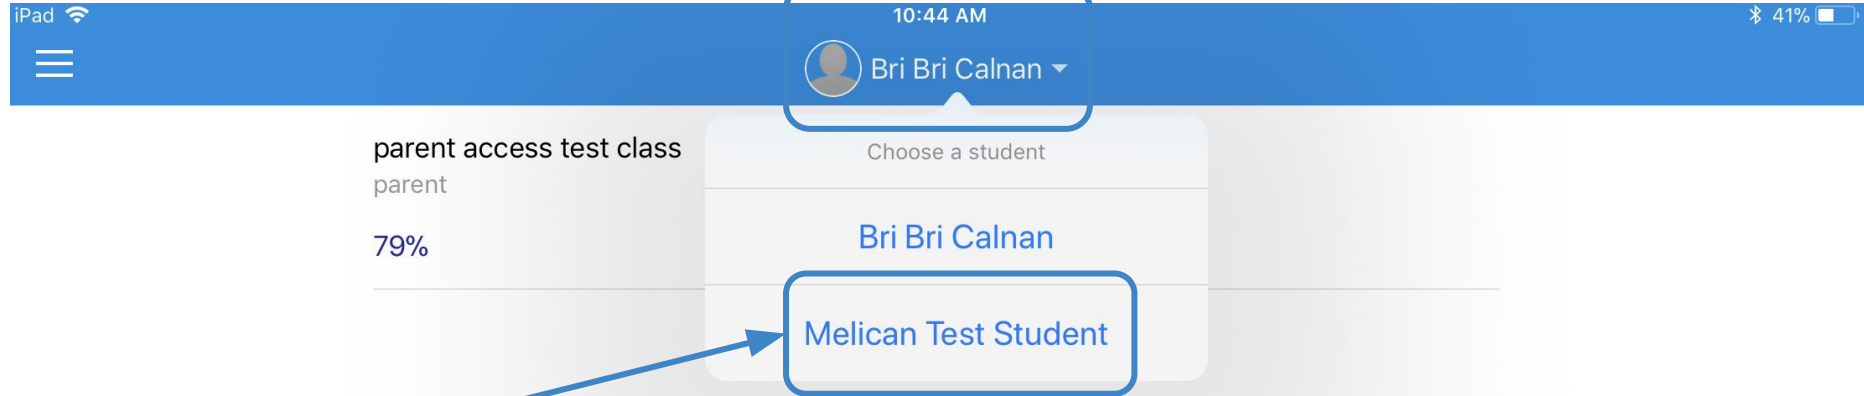 iPad 10:44 AM 41%
Bri Bri Calnan
parent access test class
parent
79%
Choose a student
Bri Bri Calnan
Melican Test Student